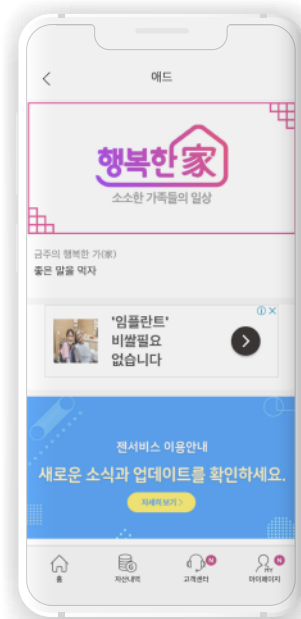 애드
행복한家
소소한 가족들의 일상
금주의 행복한 가(家)
좋은 말을 먹자
'임플란트'
비쌀필요
없습니다
젠서비스 이용안내
새로운 소식과 업데이트를 확인하세요.
자세히 보기 >
홈
자산내역
N
고객센터
N
마이페이지